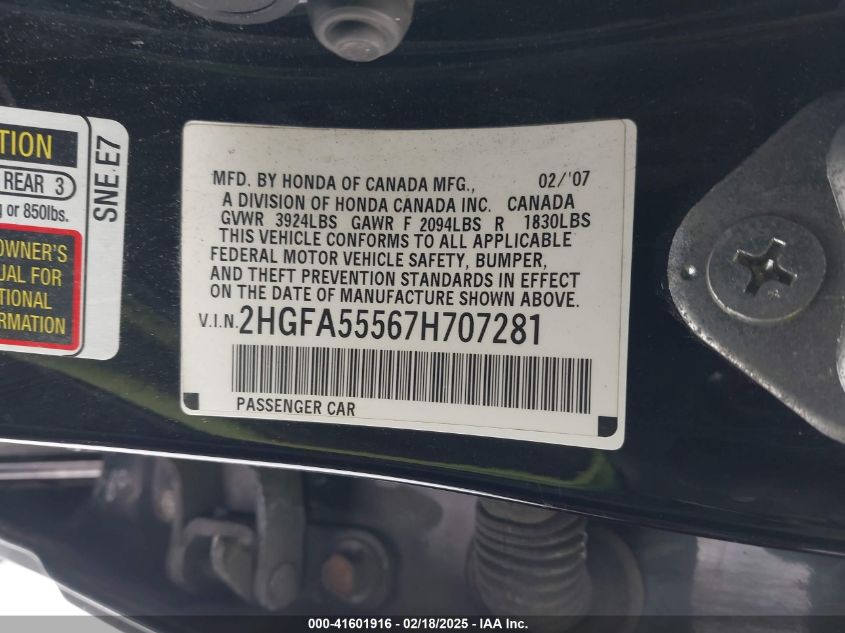 TION
REAR 3
or 850lbs.
OWNER'S
UAL FOR
TIONAL
RMATION
SNE E7
MFD. BY HONDA OF CANADA MFG., 02/'07
A DIVISION OF HONDA CANADA INC. CANADA
GVWR 3924LBS GAWR F 2094LBS R 1830LBS
THIS VEHICLE CONFORMS TO ALL APPLICABLE
FEDERAL MOTOR VEHICLE SAFETY, BUMPER,
AND THEFT PREVENTION STANDARDS IN EFFECT
ON THE DATE OF MANUFACTURE SHOWN ABOVE.
V.I.N. 2HGFA55567H707281
PASSENGER CAR
000-41601916 - 02/18/2025 - IAA Inc.